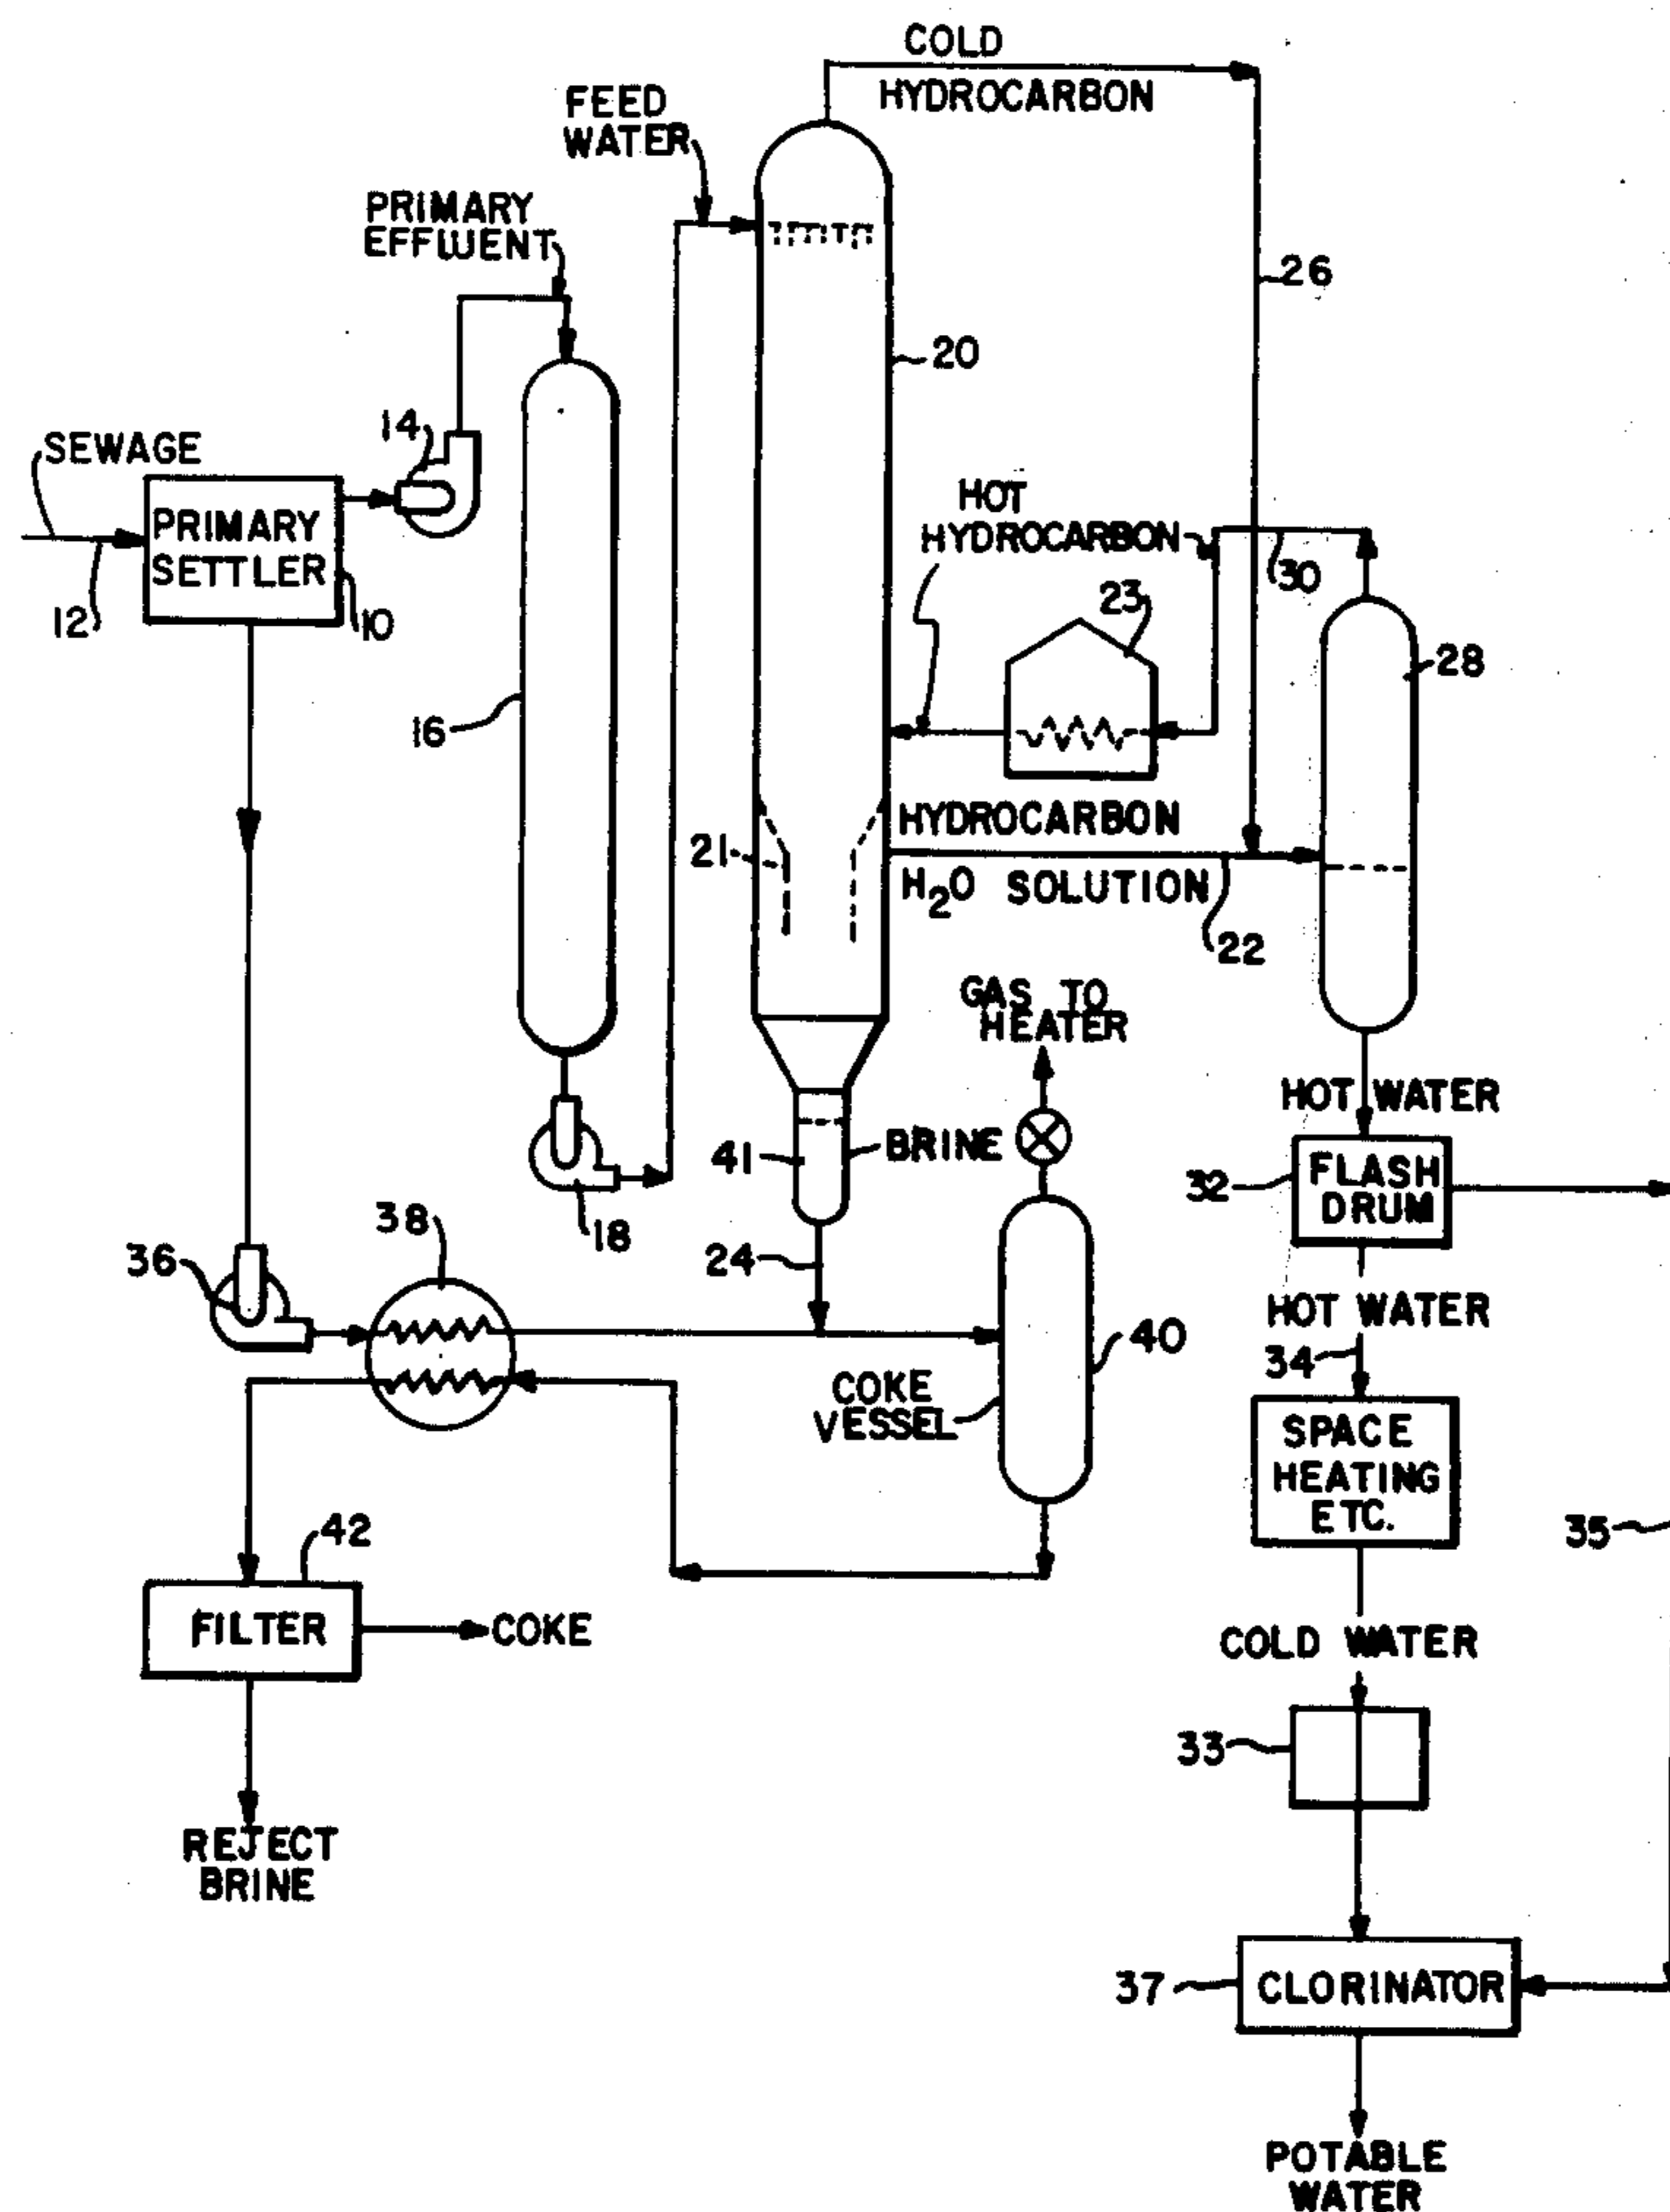 COLD
HYDROCARBON
FEED
WATER
PRIMARY
EFFLUENT
26
20
14
SEWAGE
HOT
HYDROCARBON
PRIMARY
SETTLER
30
23
12
10
28
16
HYDROCARBON
21
H₂O SOLUTION
22
GAS TO
HEATER
HOT WATER
41
BRINE
32
FLASH
DRUM
38
18
36
24
HOT WATER
40
34
COKE
VESSEL
SPACE
HEATING
ETC.
42
35
FILTER
COKE
COLD WATER
33
REJECT
BRINE
37
CLORINATOR
POTABLE
WATER